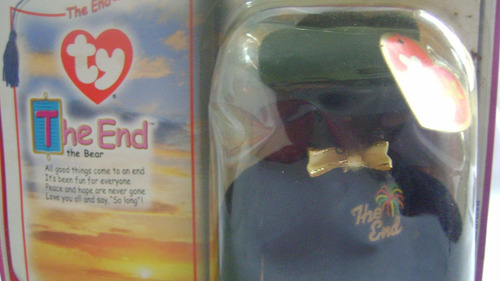 The End
ty
The End™
the Bear
All good things come to an end
It's been fun for everyone
Peace and hope are never gone
Love you all and say, "So long"!
The
End